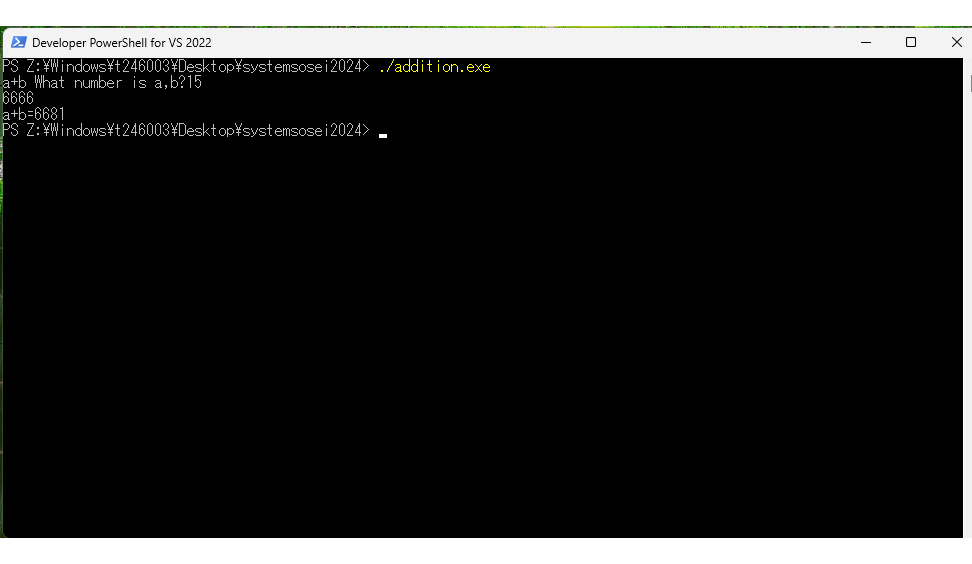 Developer PowerShell for VS 2022
PS Z:¥Windows¥t246003¥Desktop¥systemsosei2024> ./addition.exe
a+b What number is a,b?15
6666
a+b=6681
PS Z:¥Windows¥t246003¥Desktop¥systemsosei2024>